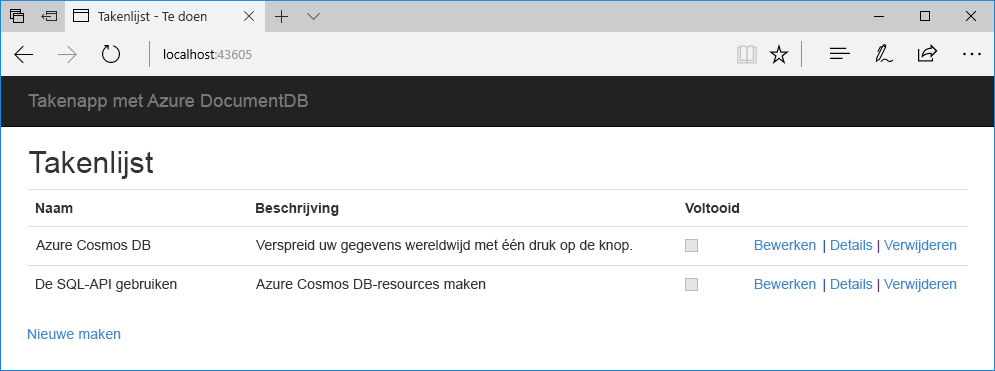 Takenlijst - Te doen
localhost:43605
Takenapp met Azure DocumentDB
Takenlijst
Naam Beschrijving Voltooid
Azure Cosmos DB Verspreid uw gegevens wereldwijd met één druk op de knop. Bewerken | Details | Verwijderen
De SQL-API gebruiken Azure Cosmos DB-resources maken Bewerken | Details | Verwijderen
Nieuwe maken